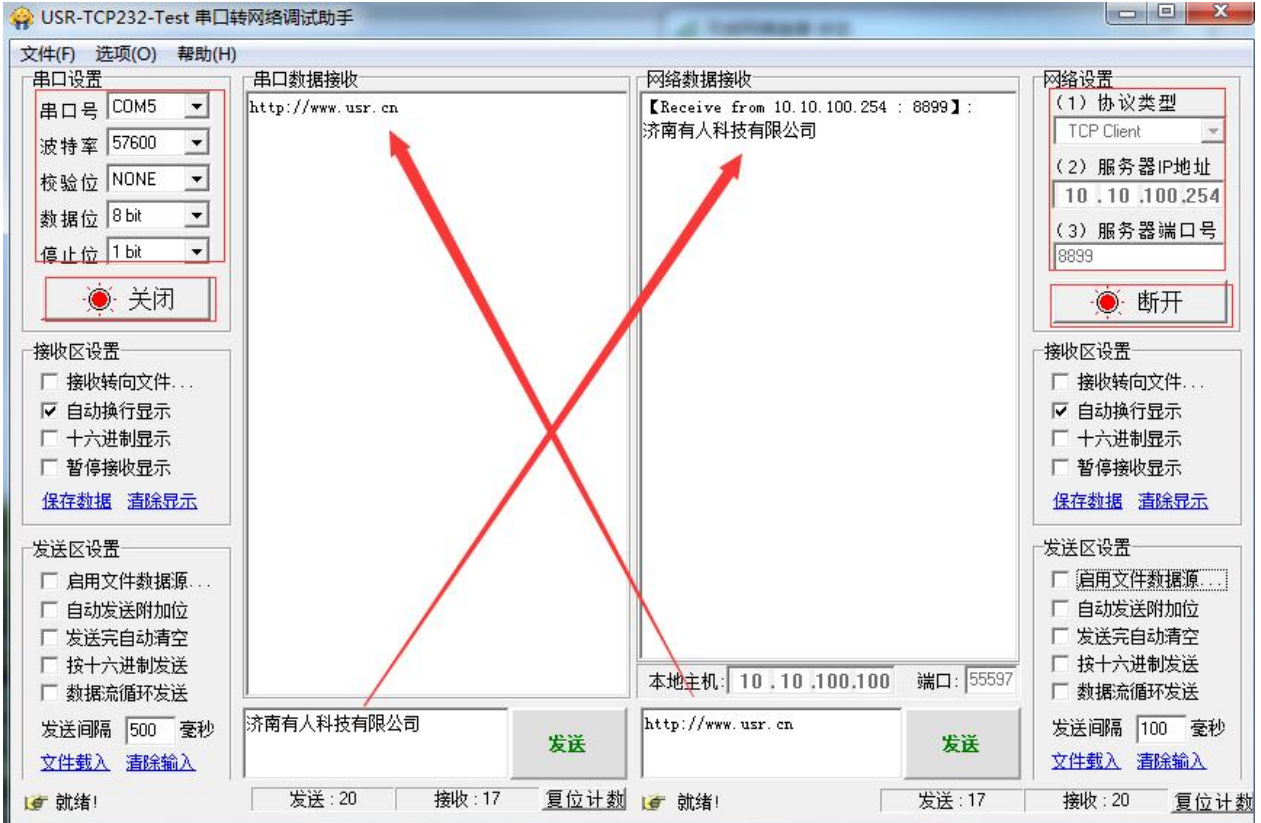 USR-TCP232-Test 串口转网络调试助手
文件(F) 选项(O) 帮助(H)
串口设置
串口号 COM5
波特率 57600
校验位 NONE
数据位 8 bit
停止位 1 bit
关闭
接收区设置
接收转向文件...
自动换行显示
十六进制显示
暂停接收显示
保存数据 清除显示
发送区设置
启用文件数据源...
自动发送附加位
发送完自动清空
按十六进制发送
数据流循环发送
发送间隔 500 毫秒
文件载入 清除输入
串口数据接收
http://www.usr.cn
济南有人科技有限公司
发送
网络数据接收
【Receive from 10.10.100.254 : 8899】:
济南有人科技有限公司
本地主机: 10 .10 .100.100 端口: 55597
http://www.usr.cn
发送
网络设置
(1) 协议类型
TCP Client
(2) 服务器IP地址
10 .10 .100.254
(3) 服务器端口号
8899
断开
接收区设置
接收转向文件...
自动换行显示
十六进制显示
暂停接收显示
保存数据 清除显示
发送区设置
启用文件数据源...
自动发送附加位
发送完自动清空
按十六进制发送
数据流循环发送
发送间隔 100 毫秒
文件载入 清除输入
就绪! 发送:20 接收:17 复位计数
就绪! 发送:17 接收:20 复位计数